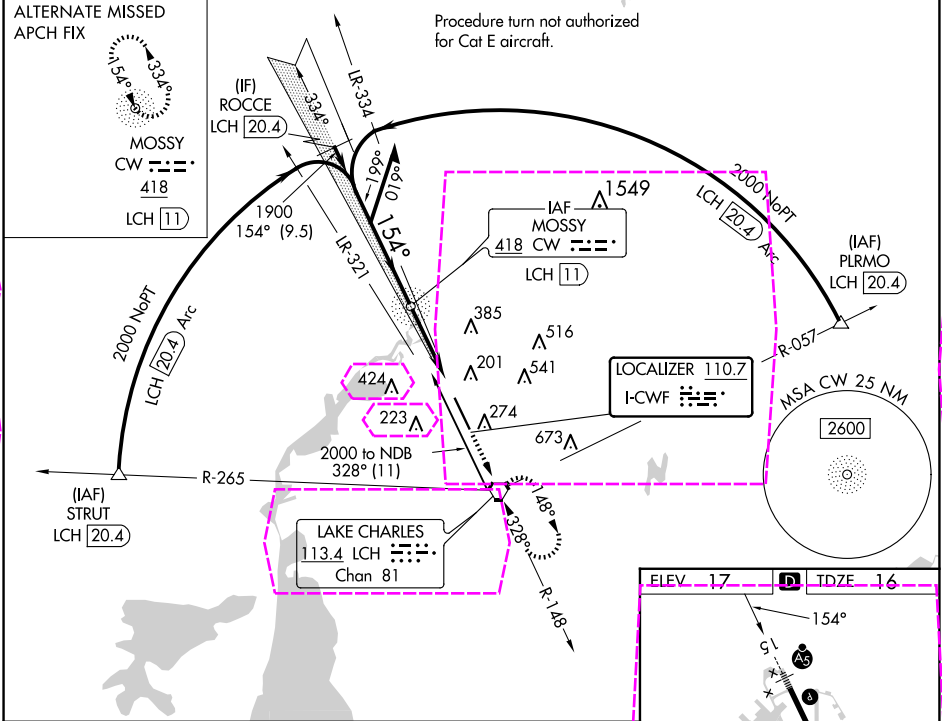 ALTERNATE MISSED
APCH FIX
334°
154°
MOSSY
CW
418
LCH 11
Procedure turn not authorized
for Cat E aircraft.
LR-334
334°
(IF)
ROCCE
LCH 20.4
199°
019°
154°
1900
154° (9.5)
LR-321
2000 NoPT
LCH 20.4 Arc
2000 NoPT
LCH 20.4 Arc
1549
IAF
MOSSY
418 CW
LCH 11
(IAF)
PLRMO
LCH 20.4
R-057
385
516
201
541
424
223
274
673
LOCALIZER 110.7
I-CWF
MSA CW 25 NM
2600
2000 to NDB
328° (11)
R-265
(IAF)
STRUT
LCH 20.4
148°
328°
LAKE CHARLES
113.4 LCH
Chan 81
R-148
ELEV 17 D TDZE 16
154°
15
A5